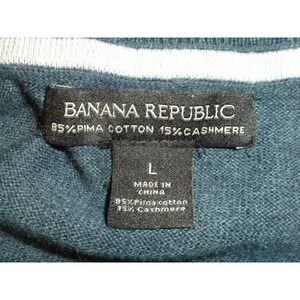 BANANA REPUBLIC
85% PIMA COTTON 15% CASHMERE
L
MADE IN
CHINA
85% Pima cotton
15% Cashmere